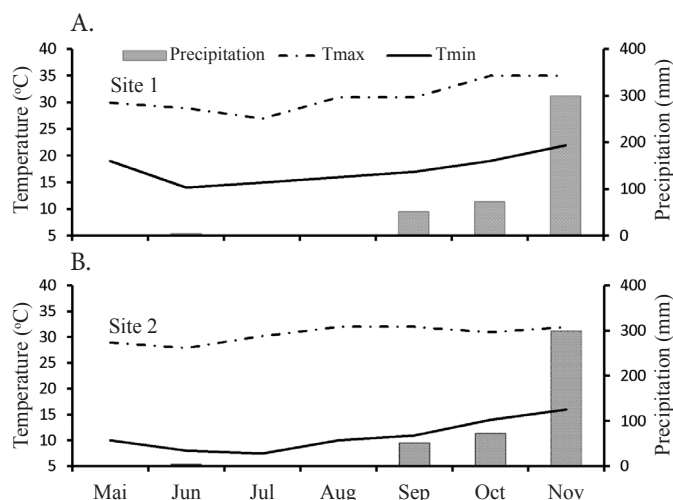 A.
Precipitation Tmax Tmin
Site 1
Temperature (°C)
40
35
30
25
20
15
10
5
Precipitation (mm)
400
300
200
100
0
B.
Site 2
Temperature (°C)
40
35
30
25
20
15
10
5
Precipitation (mm)
400
300
200
100
0
Mai Jun Jul Aug Sep Oct Nov